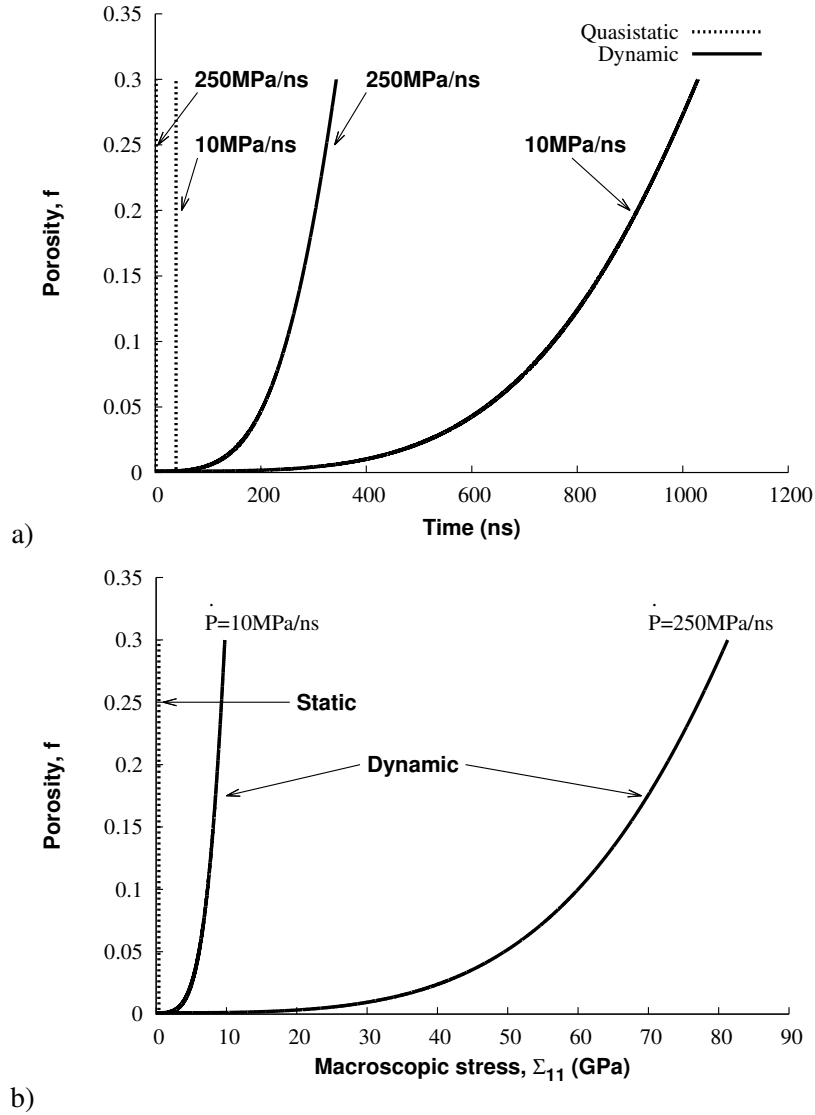 Quasistatic
Dynamic
0.35
0.3
0.25
0.2
0.15
0.1
0.05
0
250MPa/ns
250MPa/ns
10MPa/ns
10MPa/ns
Porosity, f
0 200 400 600 800 1000 1200
Time (ns)
a)
0.35
0.3
0.25
0.2
0.15
0.1
0.05
0
Ṗ=10MPa/ns
Ṗ=250MPa/ns
Static
Dynamic
Porosity, f
0 10 20 30 40 50 60 70 80 90
Macroscopic stress, Σ11 (GPa)
b)